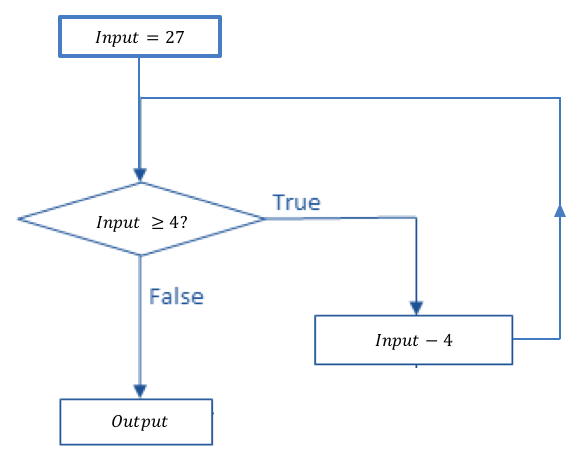 Input = 27
Input ≥ 4?
True
False
Input − 4
Output